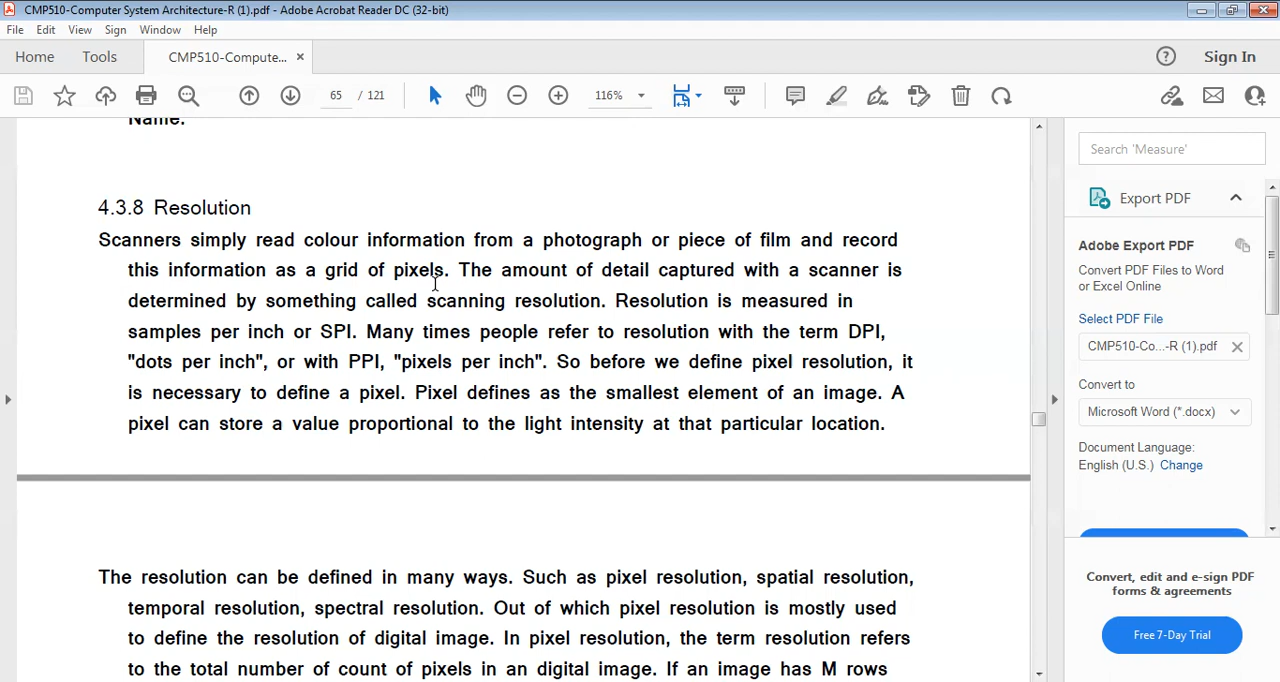 CMP510-Computer System Architecture-R (1).pdf - Adobe Acrobat Reader DC (32-bit)
File Edit View Sign Window Help
Home Tools CMP510-Compute... × Sign In
65 / 121 116%
Name:
4.3.8 Resolution
Scanners simply read colour information from a photograph or piece of film and record
this information as a grid of pixels. The amount of detail captured with a scanner is
determined by something called scanning resolution. Resolution is measured in
samples per inch or SPI. Many times people refer to resolution with the term DPI,
"dots per inch", or with PPI, "pixels per inch". So before we define pixel resolution, it
is necessary to define a pixel. Pixel defines as the smallest element of an image. A
pixel can store a value proportional to the light intensity at that particular location.
The resolution can be defined in many ways. Such as pixel resolution, spatial resolution,
temporal resolution, spectral resolution. Out of which pixel resolution is mostly used
to define the resolution of digital image. In pixel resolution, the term resolution refers
to the total number of count of pixels in an digital image. If an image has M rows
Search 'Measure'
Export PDF
Adobe Export PDF
Convert PDF Files to Word
or Excel Online
Select PDF File
CMP510-Co...-R (1).pdf
Convert to
Microsoft Word (*.docx)
Document Language:
English (U.S.) Change
Convert, edit and e-sign PDF
forms & agreements
Free 7-Day Trial